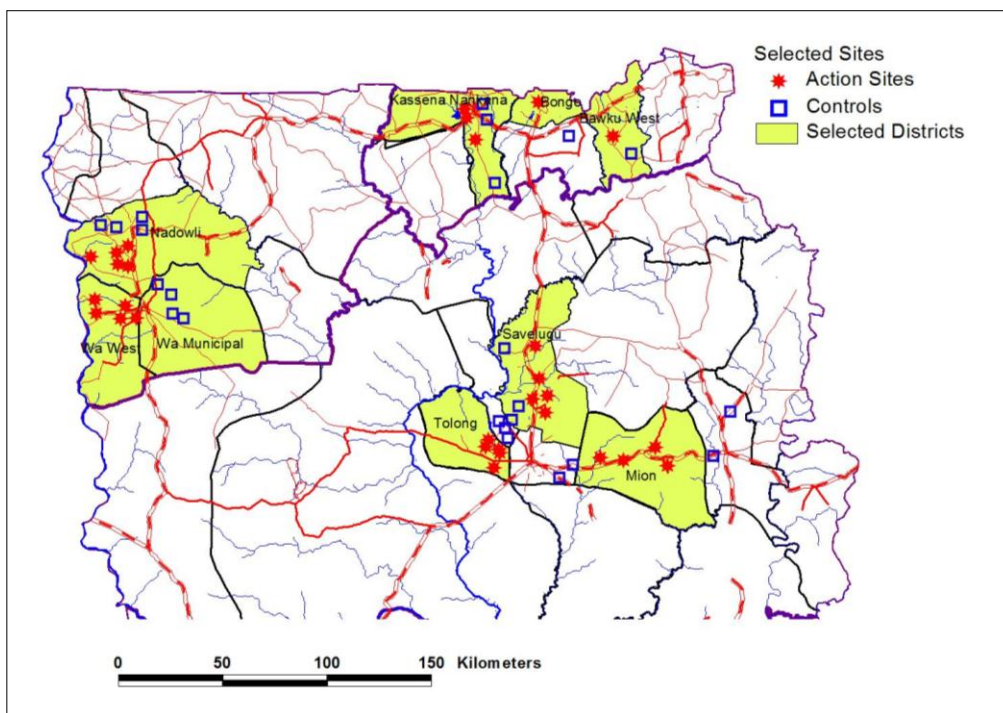 Selected Sites
Action Sites
Controls
Selected Districts
Kassena Nankana
Bongo
Bawku West
Nadowli
Wa West
Wa Municipal
Savelugu
Tolong
Mion
0 50 100 150 Kilometers